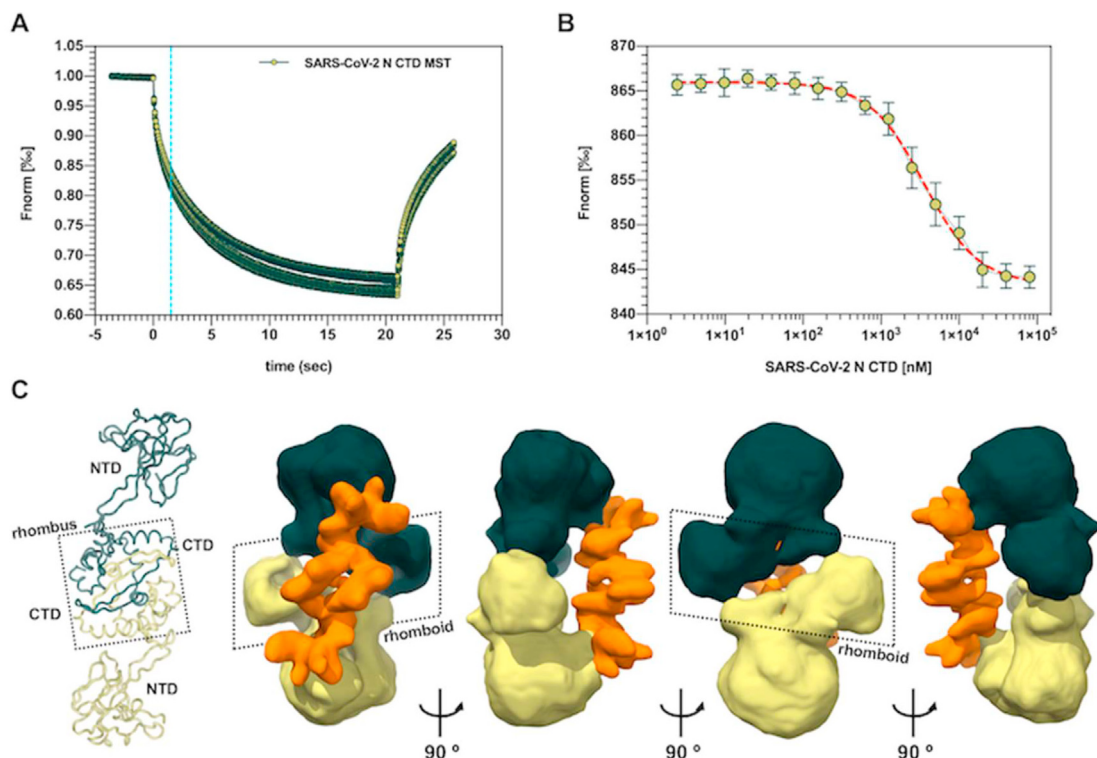 A
1.05
1.00
0.95
0.90
0.85
0.80
0.75
0.70
0.65
0.60
Fnorm [‰]
SARS-CoV-2 N CTD MST
-5 0 5 10 15 20 25 30
time (sec)
B
870
865
860
855
850
845
840
Fnorm [‰]
1×10⁰ 1×10¹ 1×10² 1×10³ 1×10⁴ 1×10⁵
SARS-CoV-2 N CTD [nM]
C
NTD
rhombus
CTD
CTD
NTD
rhomboid
rhomboid
90 º
90 º
90 º